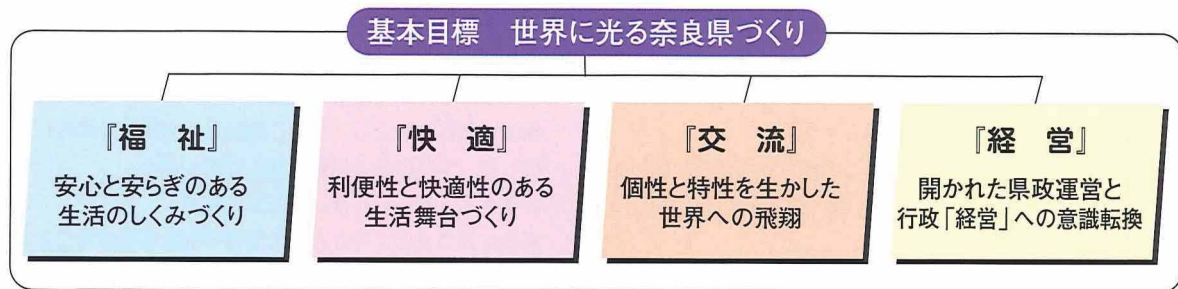 基本目標 世界に光る奈良県づくり
『福 祉』
安心と安らぎのある
生活のしくみづくり
『快 適』
利便性と快適性のある
生活舞台づくり
『交 流』
個性と特性を生かした
世界への飛翔
『経 営』
開かれた県政運営と
行政「経営」への意識転換